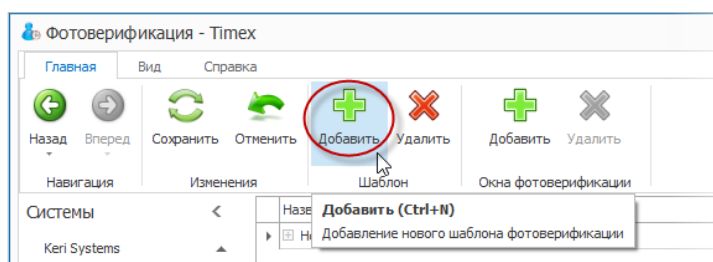 Фотоверификация - Timex
Главная Вид Справка
Назад Вперед Сохранить Отменить Добавить Удалить Добавить Удалить
Навигация Изменения Шаблон Окна фотоверификации
Системы
Добавить (Ctrl+N)
Добавление нового шаблона фотоверификации
Keri Systems